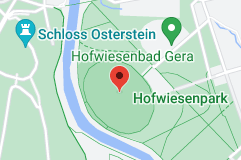 Schloss Osterstein
Hofwiesenbad Gera
Hofwiesenpark